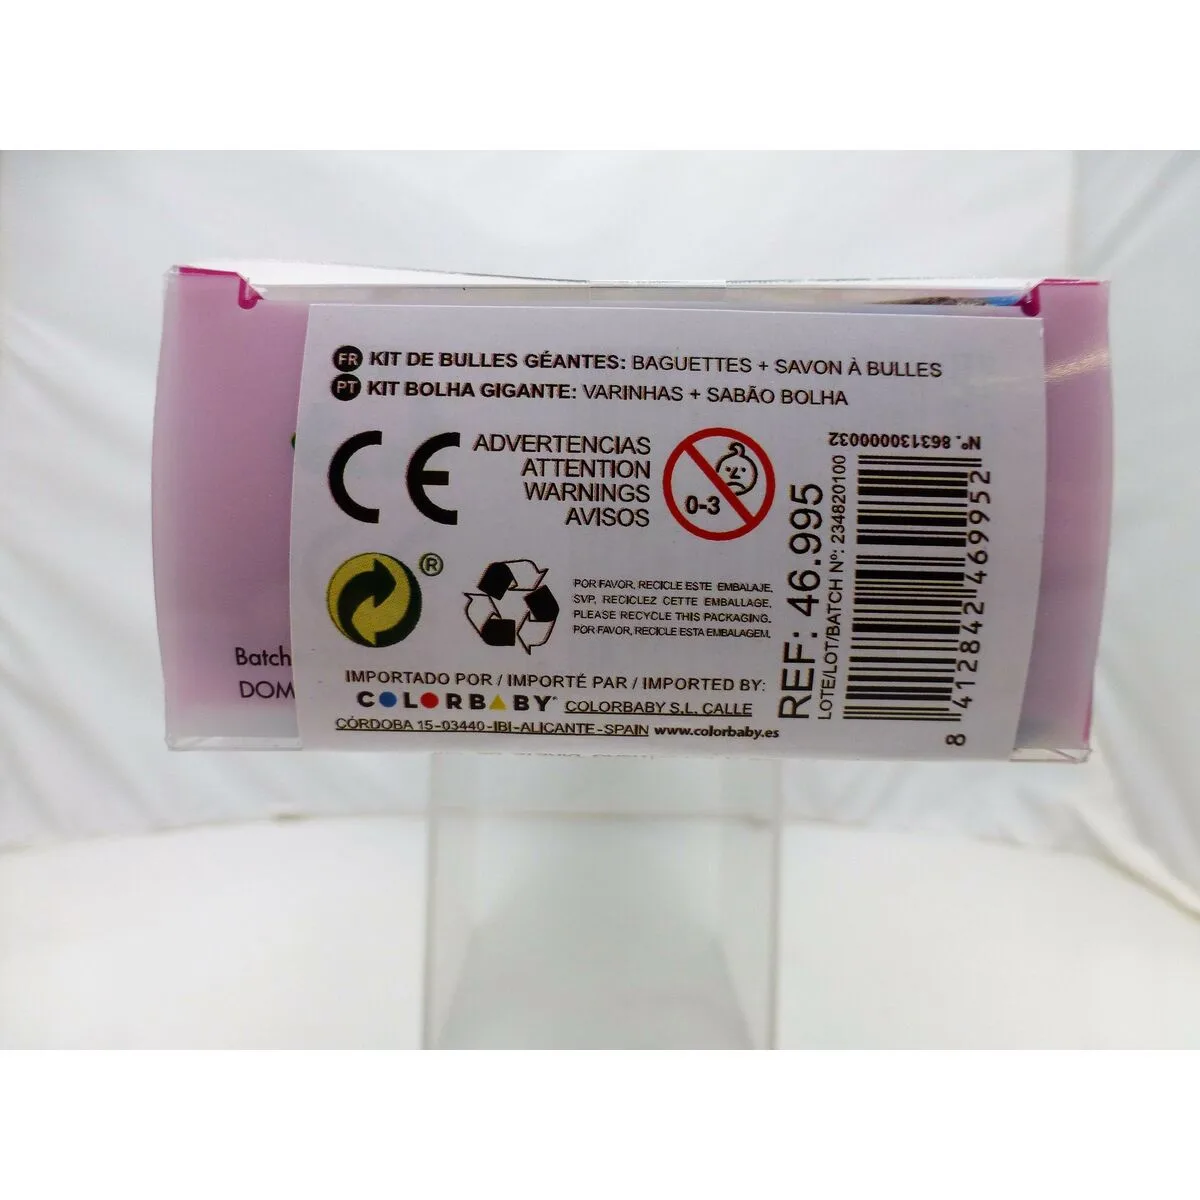 FR KIT DE BULLES GÉANTES: BAGUETTES + SAVON À BULLES
PT KIT BOLHA GIGANTE: VARINHAS + SABÃO BOLHA
CE
ADVERTENCIAS
ATTENTION
WARNINGS
AVISOS
0-3
®
POR FAVOR, RECICLE ESTE EMBALAJE.
SVP, RECICLEZ CETTE EMBALLAGE.
PLEASE RECYCLE THIS PACKAGING.
POR FAVOR, RECICLE ESTA EMBALAGEM.
IMPORTADO POR / IMPORTÉ PAR / IMPORTED BY:
COLORBABY COLORBABY S.L. CALLE
CÓRDOBA 15-03440-IBI-ALICANTE-SPAIN www.colorbaby.es
REF: 46.995
LOTE/LOT/BATCH Nº: 234820100
Nº. 863130000032
8 412842 469952
Batch
DOM